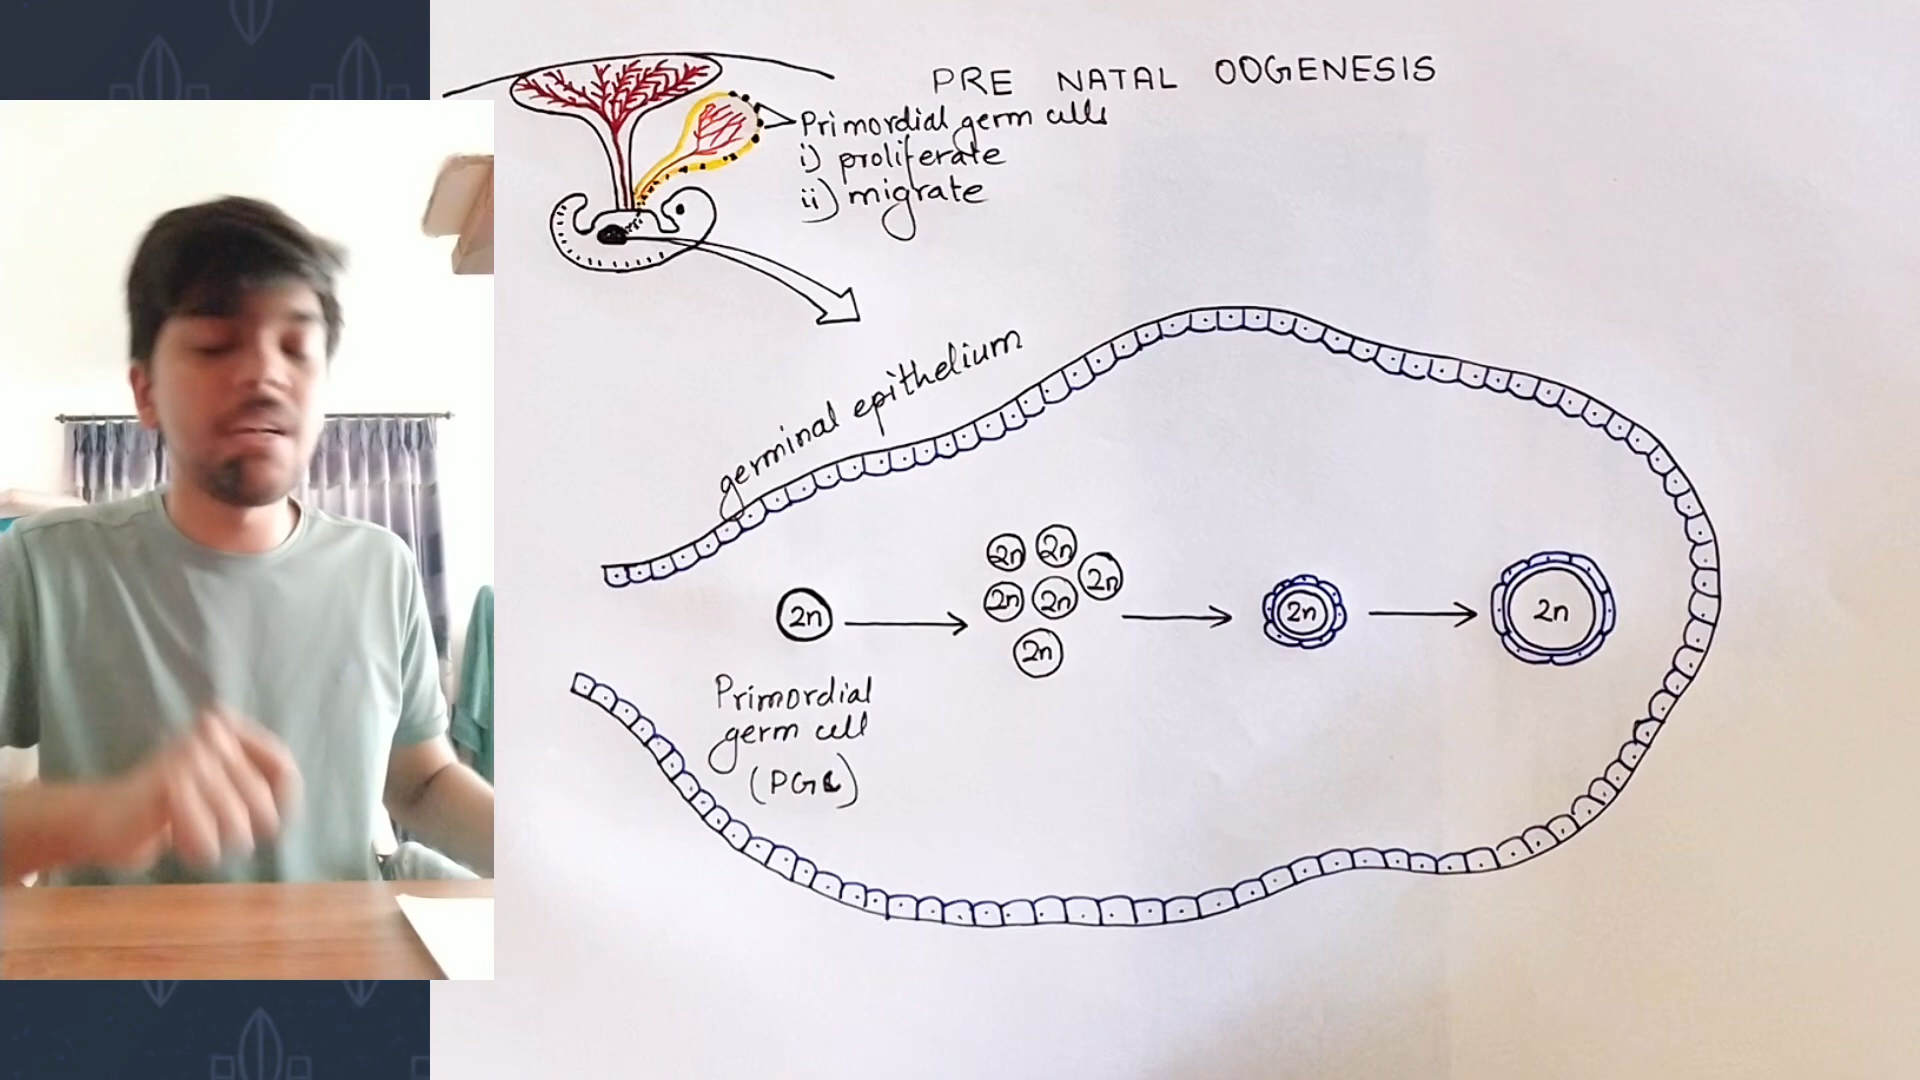 PRE NATAL OOGENESIS
Primordial germ cells
i) proliferate
ii) migrate
germinal epithelium
2n
2n
2n
2n
2n
2n
2n
2n
2n
Primordial
germ cell
(PGC)